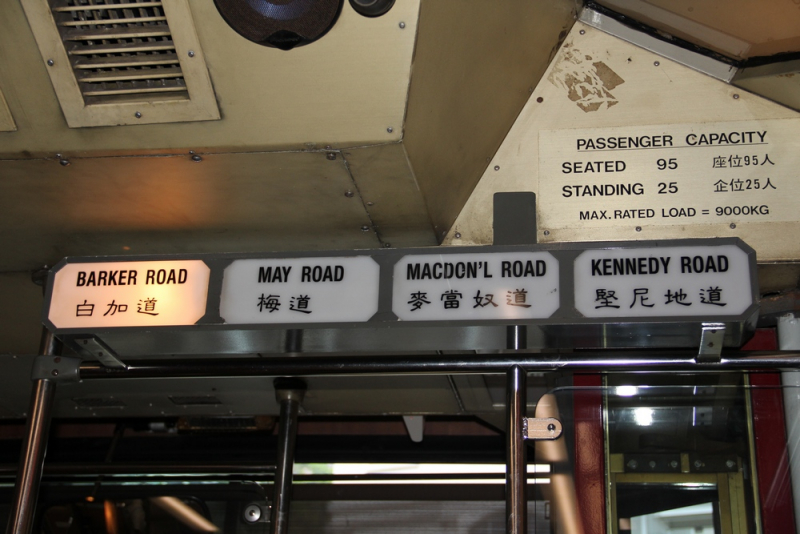 PASSENGER CAPACITY
SEATED 95 座位95人
STANDING 25 企位25人
MAX. RATED LOAD = 9000KG
BARKER ROAD
白加道
MAY ROAD
梅道
MACDON'L ROAD
麥當奴道
KENNEDY ROAD
堅尼地道